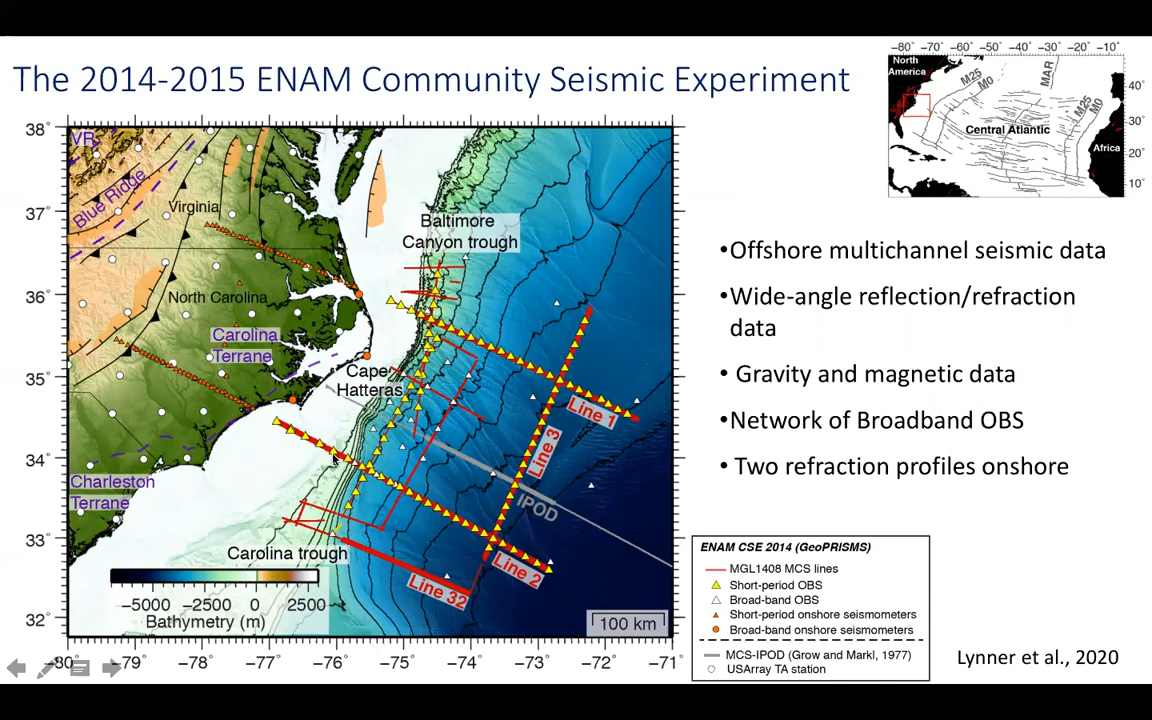 The 2014-2015 ENAM Community Seismic Experiment
−80° −70° −60° −50° −40° −30° −20° −10°
North
America
M25
M0
MAR
M25
M0
Central Atlantic
Africa
40°
30°
20°
10°
38°
37°
36°
35°
34°
33°
32°
VR
Blue Ridge
Virginia
Baltimore
Canyon trough
North Carolina
Carolina
Terrane
Cape
Hatteras
Line 1
Line 3
IPOD
Charleston
Terrane
Carolina trough
Line 2
Line 32
−5000 −2500 0 2500
Bathymetry (m)
100 km
−80 −79° −78° −77° −76° −75° −74° −73° −72° −71°
•Offshore multichannel seismic data
•Wide-angle reflection/refraction
data
• Gravity and magnetic data
•Network of Broadband OBS
• Two refraction profiles onshore
ENAM CSE 2014 (GeoPRISMS)
MGL1408 MCS lines
Short-period OBS
Broad-band OBS
Short-period onshore seismometers
Broad-band onshore seismometers
MCS-IPOD (Grow and Markl, 1977)
USArray TA station
Lynner et al., 2020